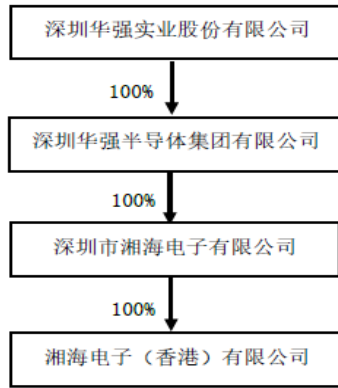 深圳华强实业股份有限公司
100%
深圳华强半导体集团有限公司
100%
深圳市湘海电子有限公司
100%
湘海电子（香港）有限公司